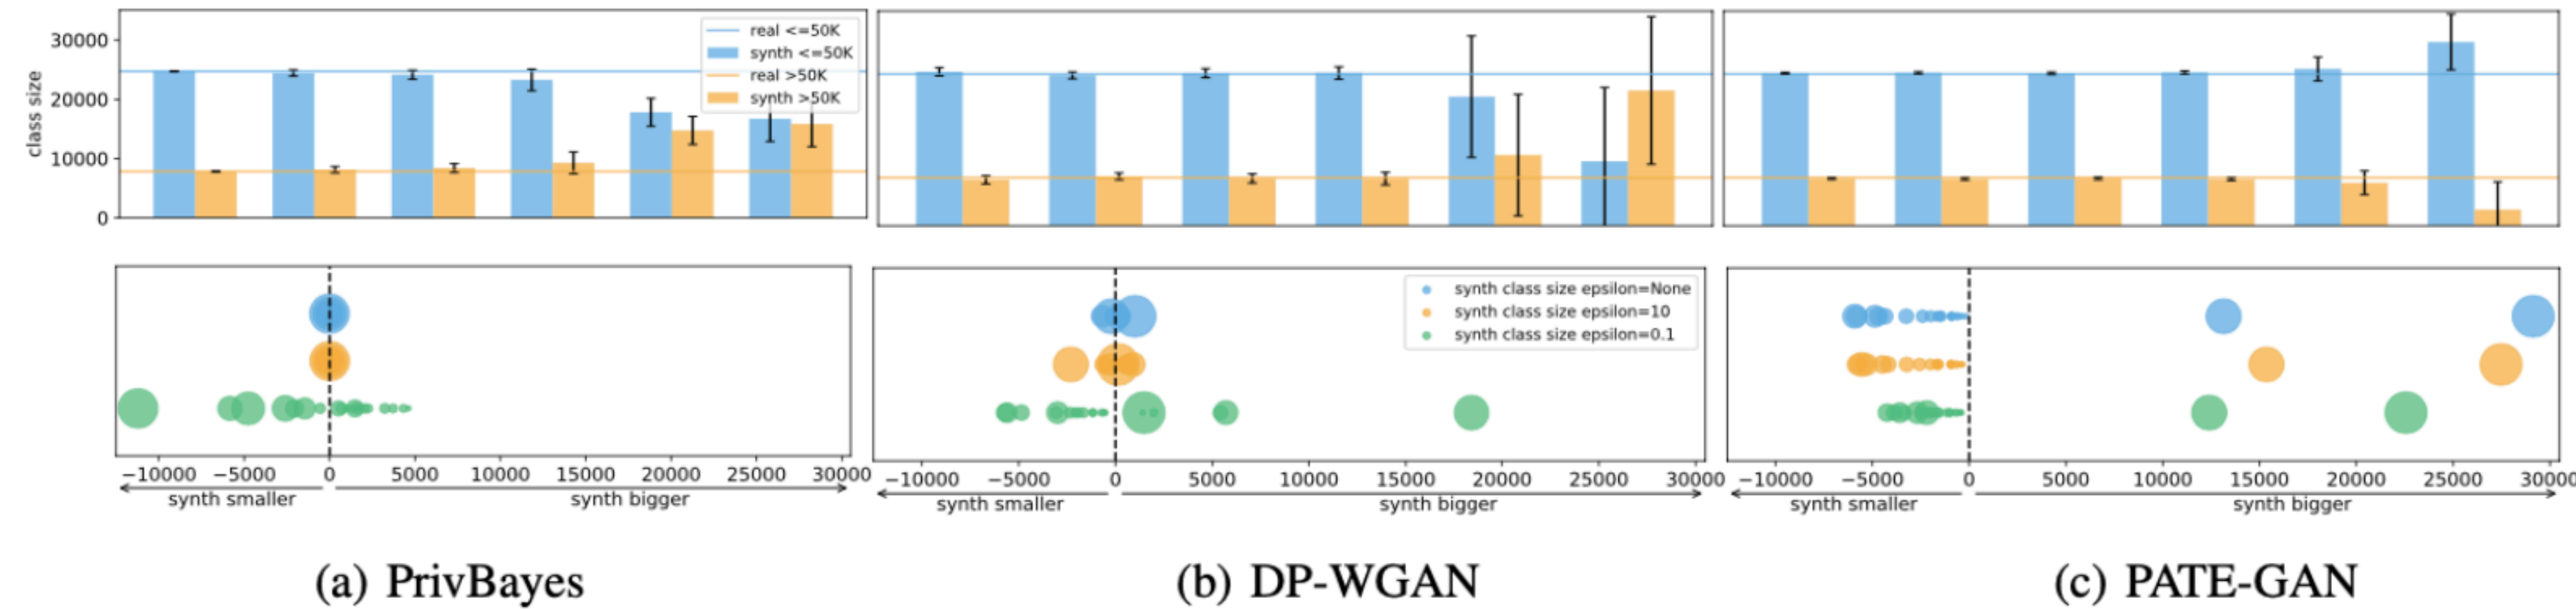 30000
20000
10000
0
class size
real <=50K
synth <=50K
real >50K
synth >50K
synth class size epsilon=None
synth class size epsilon=10
synth class size epsilon=0.1
−10000 −5000 0 5000 10000 15000 20000 25000 30000
synth smaller synth bigger
−10000 −5000 0 5000 10000 15000 20000 25000 30000
synth smaller synth bigger
−10000 −5000 0 5000 10000 15000 20000 25000 30000
synth smaller synth bigger
(a) PrivBayes
(b) DP-WGAN
(c) PATE-GAN